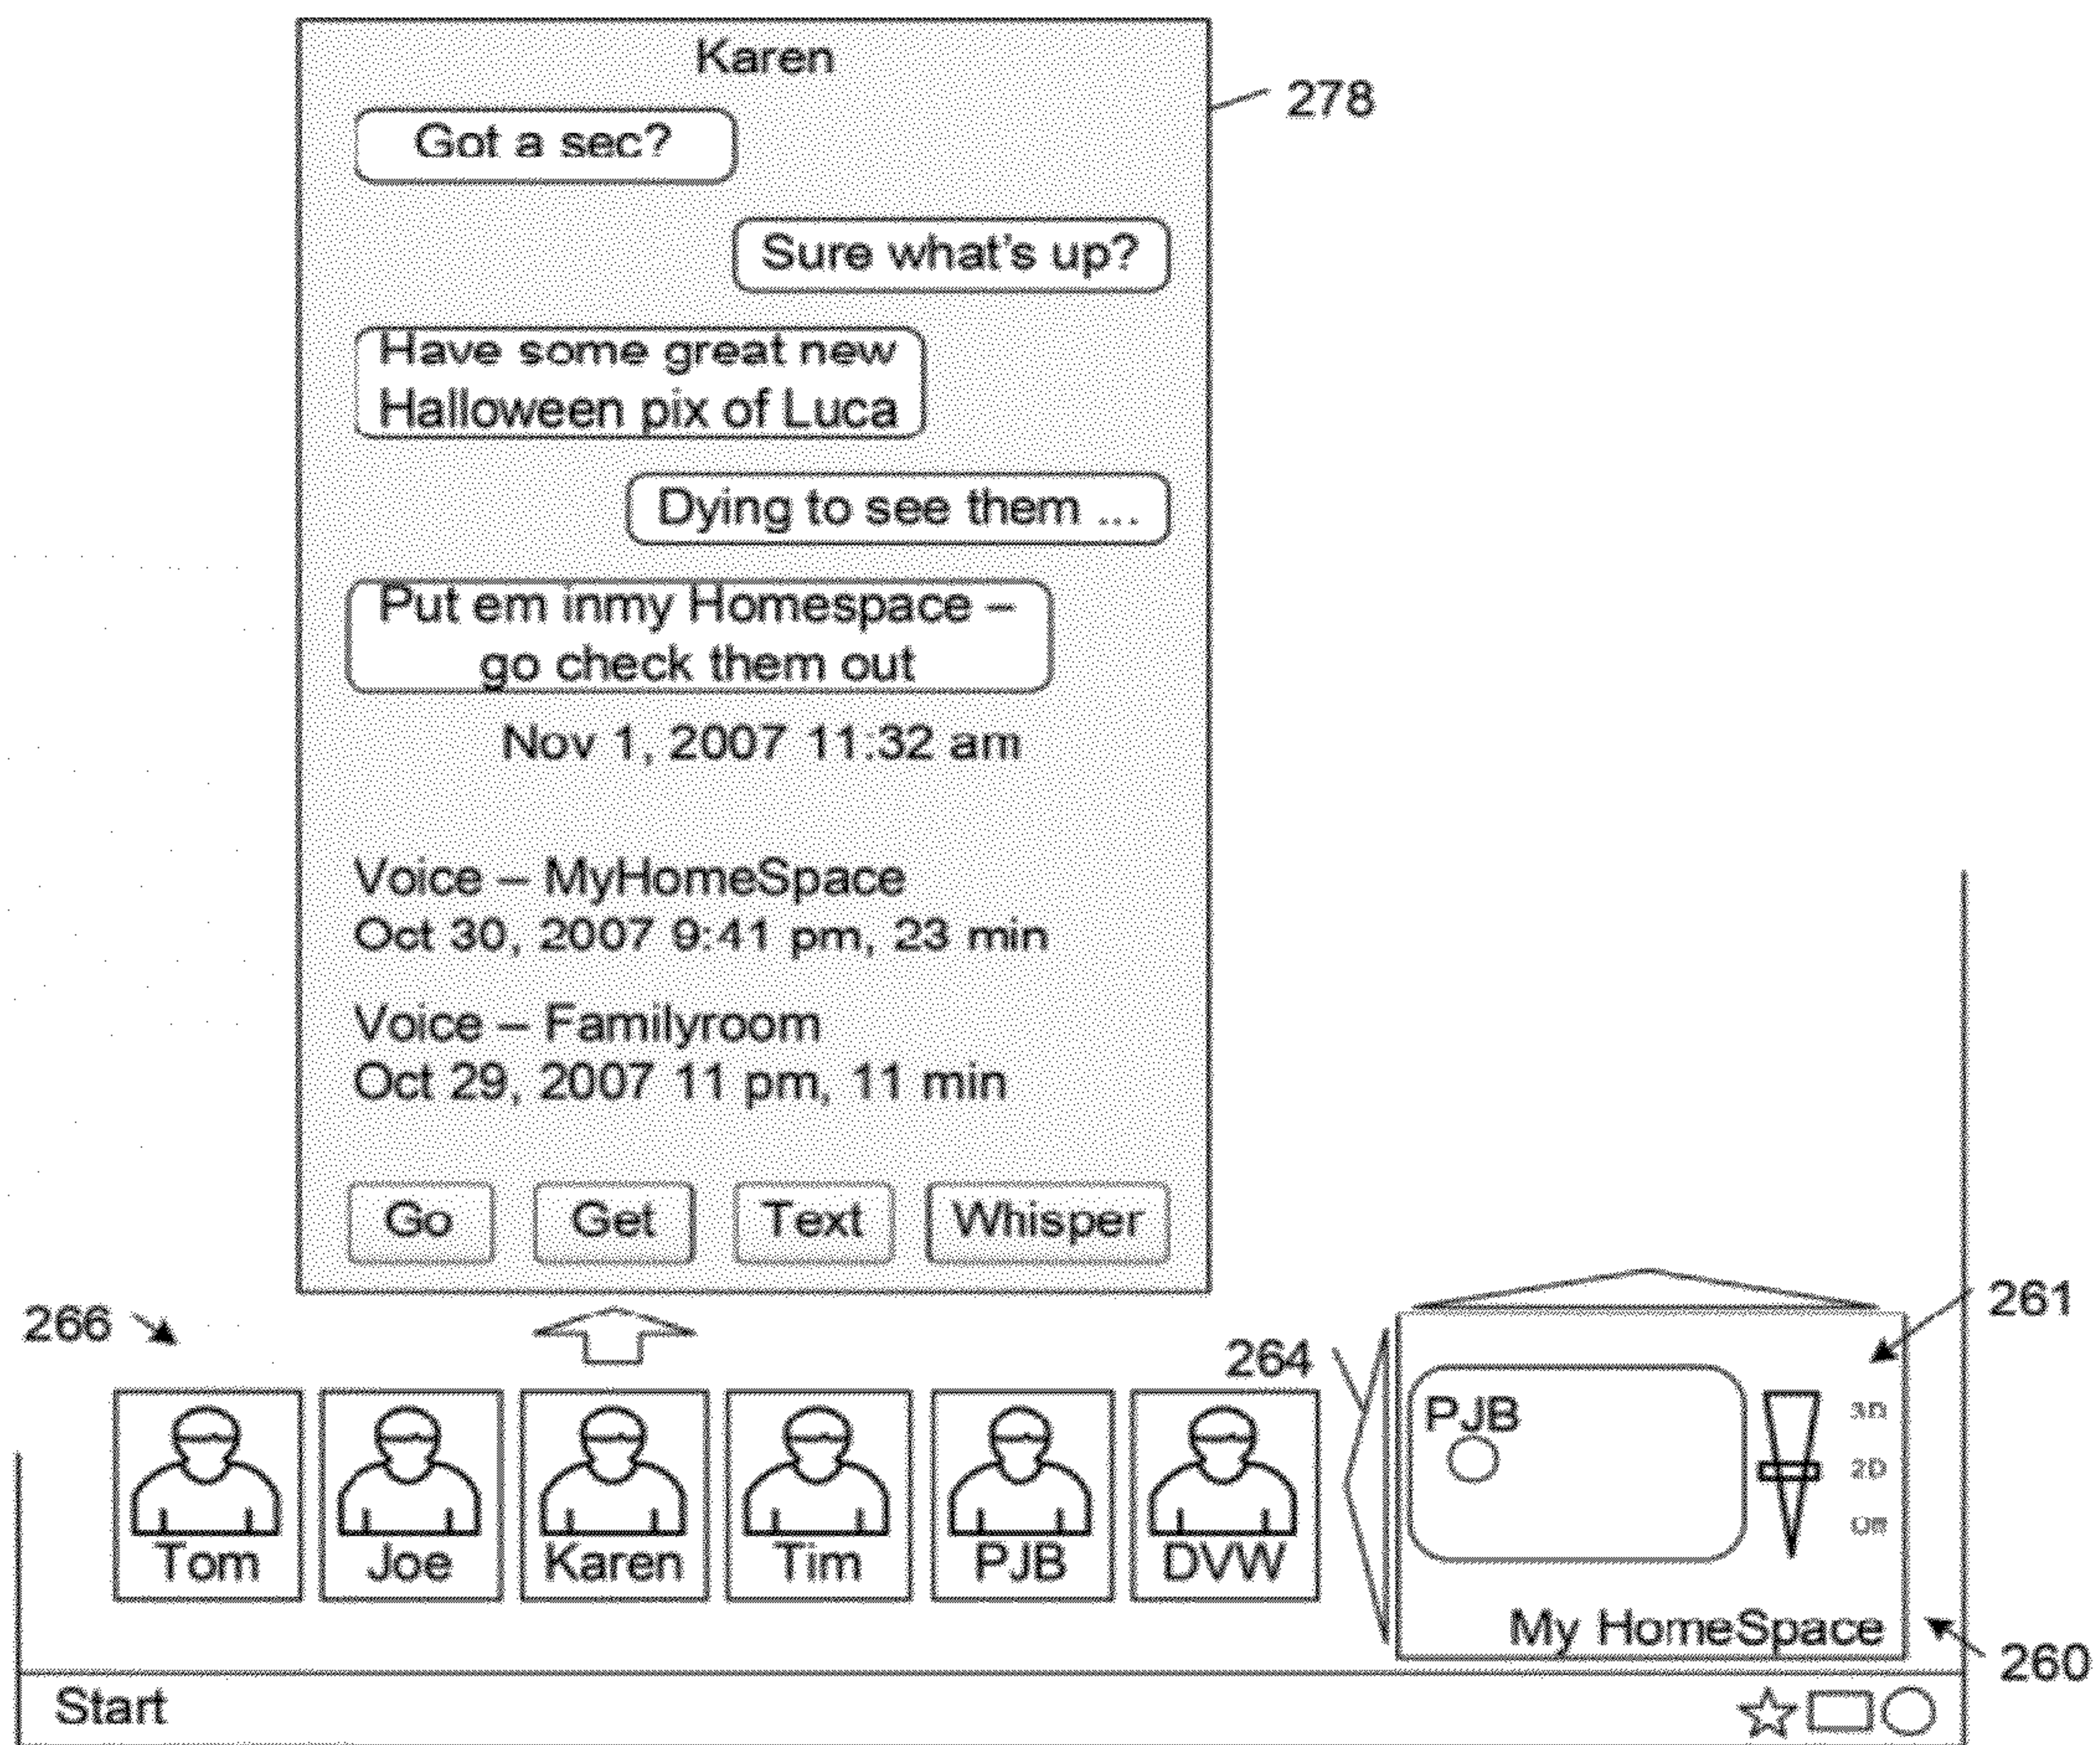 Karen
278
Got a sec?
Sure what's up?
Have some great new
Halloween pix of Luca
Dying to see them ...
Put em inmy Homespace –
go check them out
Nov 1, 2007 11:32 am
Voice – MyHomeSpace
Oct 30, 2007 9:41 pm, 23 min
Voice – Familyroom
Oct 29, 2007 11 pm, 11 min
Go Get Text Whisper
266
261
264
PJB
3D
2D
Tom Joe Karen Tim PJB DVW
My HomeSpace
260
Start